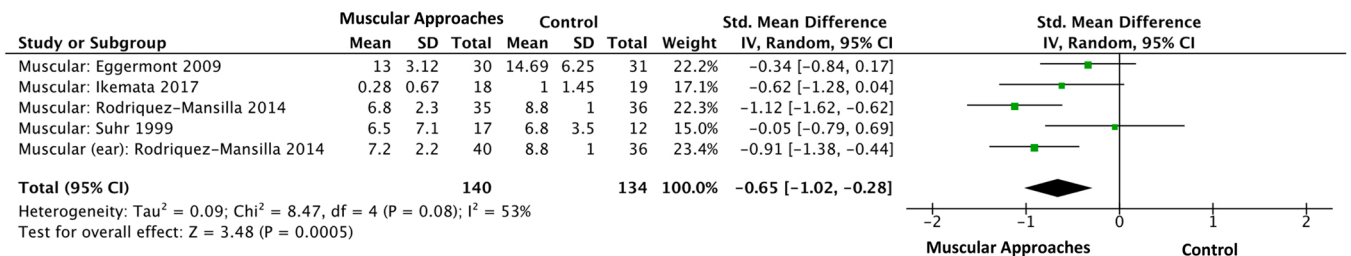 Muscular Approaches Control Std. Mean Difference Std. Mean Difference
Study or Subgroup Mean SD Total Mean SD Total Weight IV, Random, 95% CI IV, Random, 95% CI
Muscular: Eggermont 2009 13 3.12 30 14.69 6.25 31 22.2% −0.34 [−0.84, 0.17]
Muscular: Ikemata 2017 0.28 0.67 18 1 1.45 19 17.1% −0.62 [−1.28, 0.04]
Muscular: Rodriquez−Mansilla 2014 6.8 2.3 35 8.8 1 36 22.3% −1.12 [−1.62, −0.62]
Muscular: Suhr 1999 6.5 7.1 17 6.8 3.5 12 15.0% −0.05 [−0.79, 0.69]
Muscular (ear): Rodriquez−Mansilla 2014 7.2 2.2 40 8.8 1 36 23.4% −0.91 [−1.38, −0.44]
Total (95% CI) 140 134 100.0% −0.65 [−1.02, −0.28]
Heterogeneity: Tau² = 0.09; Chi² = 8.47, df = 4 (P = 0.08); I² = 53%
Test for overall effect: Z = 3.48 (P = 0.0005)
−2 −1 0 1 2
Muscular Approaches Control